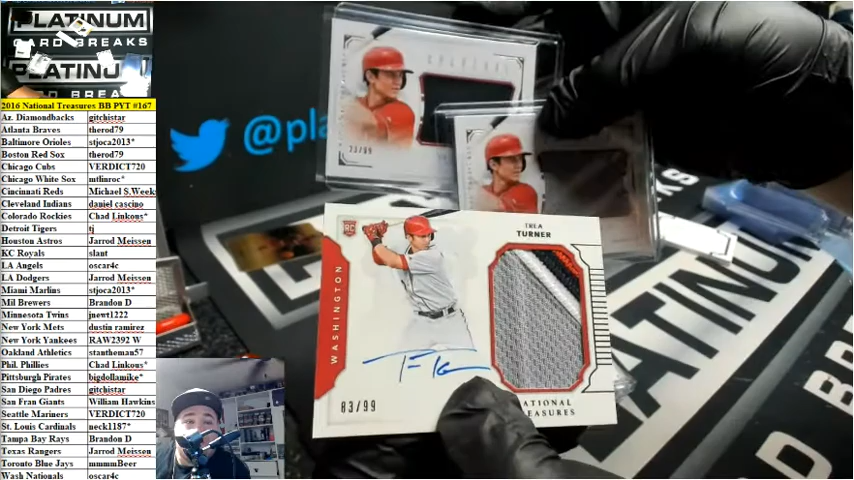 PLATINUM
CARD BREAKS
PLATINU
CARD BREA
2016 National Treasures BB PYT #167
Az. Diamondbacks gitchistar
Atlanta Braves therod79
Baltimore Orioles stjoca2013*
Boston Red Sox therod79
Chicago Cubs VERDICT720
Chicago White Sox mtlinroc*
Cincinnati Reds Michael S.Week
Cleveland Indians daniel cascino
Colorado Rockies Chad Linkous*
Detroit Tigers tj
Houston Astros Jarrod Meissen
KC Royals slant
LA Angels oscar4c
LA Dodgers Jarrod Meissen
Miami Marlins stjoca2013*
Mil Brewers Brandon D
Minnesota Twins jnewt1222
New York Mets dustin ramirez
New York Yankees RAW2392 W
Oakland Athletics stantheman57
Phil. Phillies Chad Linkous*
Pittsburgh Pirates bigdollamike*
San Diego Padres gitchistar
San Fran Giants William Hawkins
Seattle Mariners VERDICT720
St. Louis Cardinals neck1187*
Tampa Bay Rays Brandon D
Texas Rangers Jarrod Meissen
Toronto Blue Jays mmmmBeer
Wash Nationals oscar4c
@pla
23/99
RC
WASHINGTON
TREA
TURNER
83/99
NATIONAL
TREASURES
PLATINUM